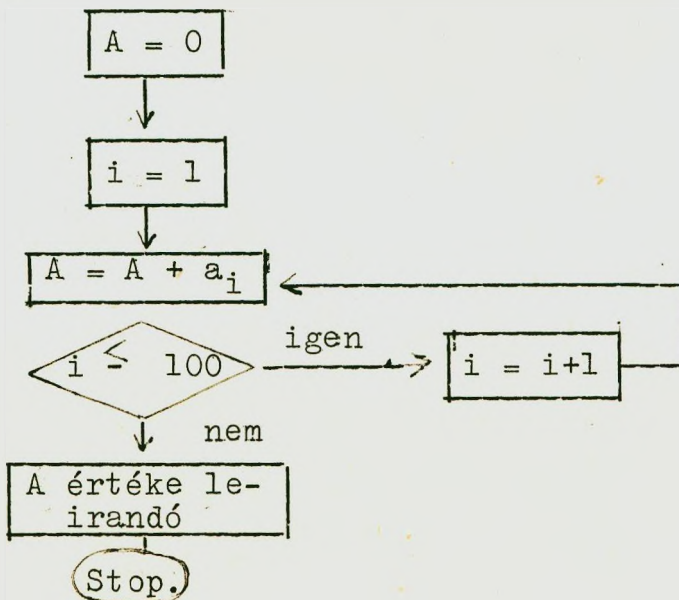 A = 0
i = 1
A = A + a_i
i ≤ 100
igen
i = i+1
nem
A értéke le-
irandó
Stop.